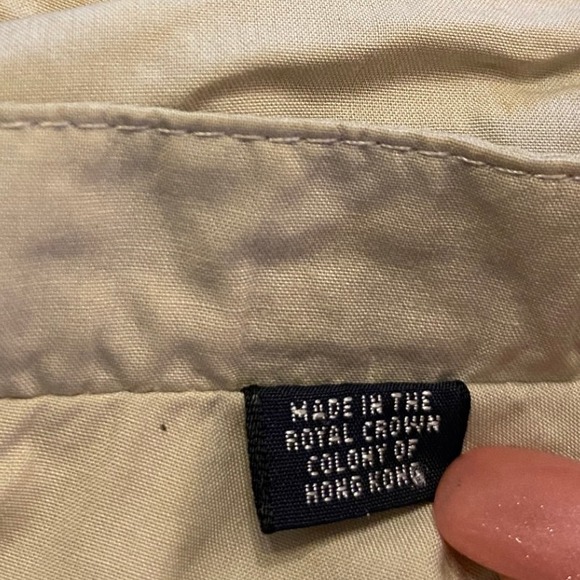 MADE IN THE
ROYAL CROWN
COLONY OF
HONG KONG